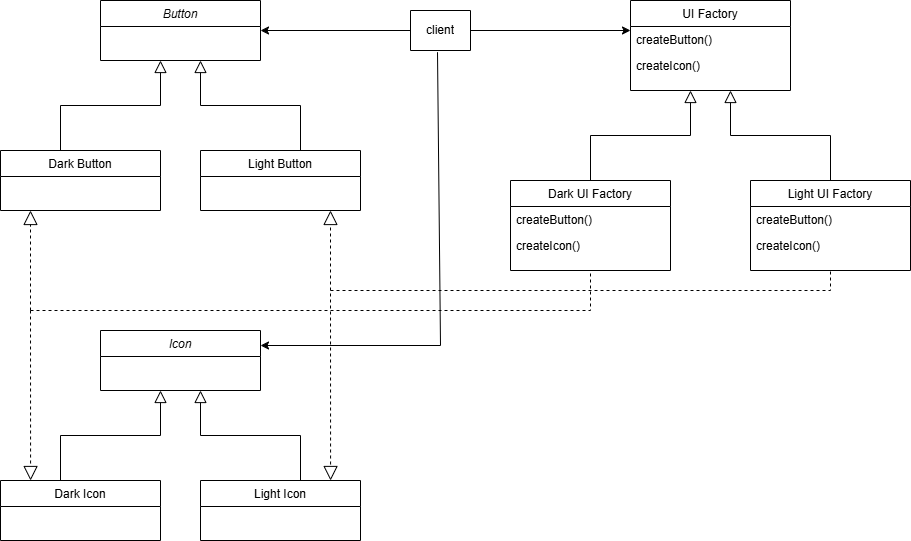 Button
client
UI Factory
createButton()
createIcon()
Dark Button
Light Button
Dark UI Factory
createButton()
createIcon()
Light UI Factory
createButton()
createIcon()
Icon
Dark Icon
Light Icon